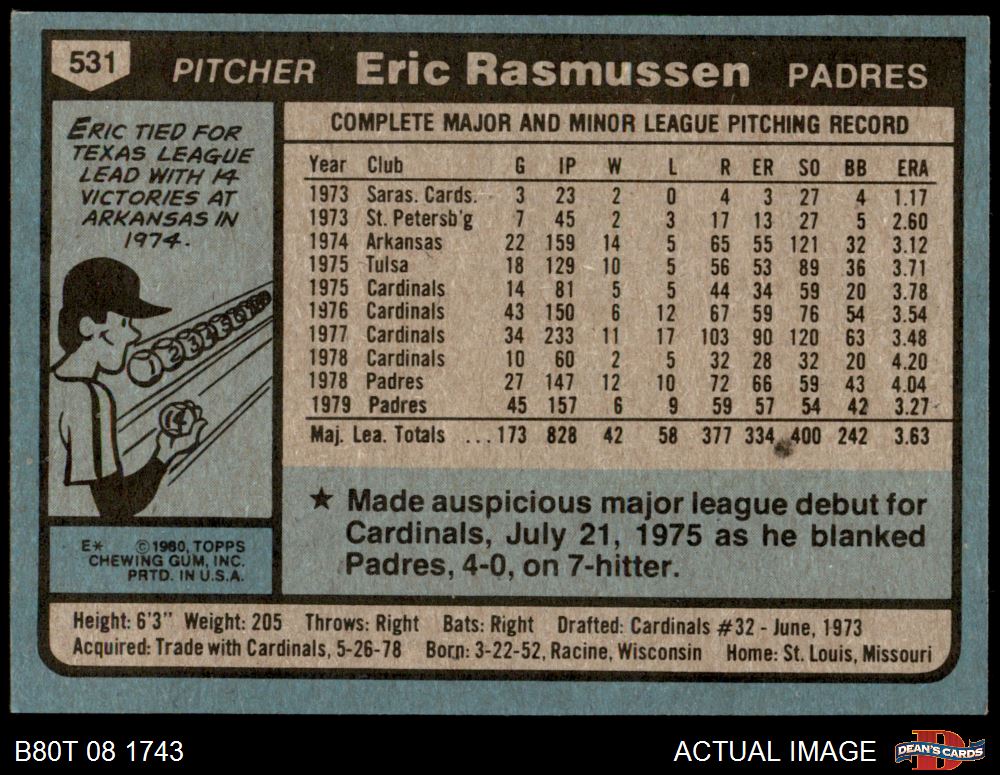 531 PITCHER Eric Rasmussen PADRES
ERIC TIED FOR
TEXAS LEAGUE
LEAD WITH 14
VICTORIES AT
ARKANSAS IN
1974.
1 2 3 4 5 6
14
E* © 1980, TOPPS
CHEWING GUM, INC.
PRTD. IN U.S.A.
COMPLETE MAJOR AND MINOR LEAGUE PITCHING RECORD
Year Club G IP W L R ER SO BB ERA
1973 Saras. Cards. 3 23 2 0 4 3 27 4 1.17
1973 St. Petersb'g 7 45 2 3 17 13 27 5 2.60
1974 Arkansas 22 159 14 5 65 55 121 32 3.12
1975 Tulsa 18 129 10 5 56 53 89 36 3.71
1975 Cardinals 14 81 5 5 44 34 59 20 3.78
1976 Cardinals 43 150 6 12 67 59 76 54 3.54
1977 Cardinals 34 233 11 17 103 90 120 63 3.48
1978 Cardinals 10 60 2 5 32 28 32 20 4.20
1978 Padres 27 147 12 10 72 66 59 43 4.04
1979 Padres 45 157 6 9 59 57 54 42 3.27
Maj. Lea. Totals ...173 828 42 58 377 334 400 242 3.63
★ Made auspicious major league debut for
Cardinals, July 21, 1975 as he blanked
Padres, 4-0, on 7-hitter.
Height: 6'3" Weight: 205 Throws: Right Bats: Right Drafted: Cardinals #32 - June, 1973
Acquired: Trade with Cardinals, 5-26-78 Born: 3-22-52, Racine, Wisconsin Home: St. Louis, Missouri
B80T 08 1743 ACTUAL IMAGE DEAN'S CARDS